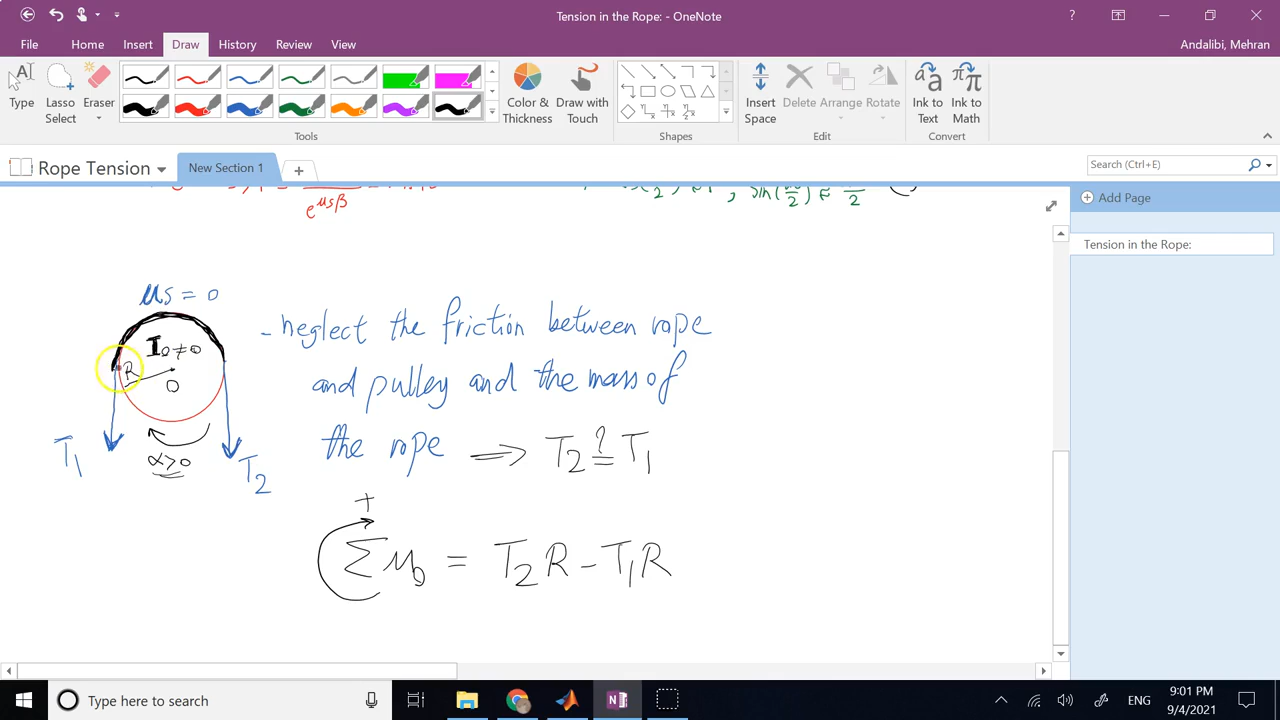 Tension in the Rope: - OneNote
Andalibi, Mehran
File Home Insert Draw History Review View
Type
Lasso Select
Eraser
Color & Thickness
Draw with Touch
Insert Space
Delete
Arrange
Rotate
Ink to Text
Ink to Math
Tools
Shapes
Edit
Convert
Rope Tension
New Section 1
Search (Ctrl+E)
Add Page
Tension in the Rope:
e^μsβ
μs = 0
I₀≠0
R
O
T₁
T₂
α>0
- neglect the friction between rope
and pulley and the mass of
the rope ⟹ T₂ ≟ T₁
+
ΣM₀ = T₂R - T₁R
Type here to search
ENG
9:01 PM
9/4/2021